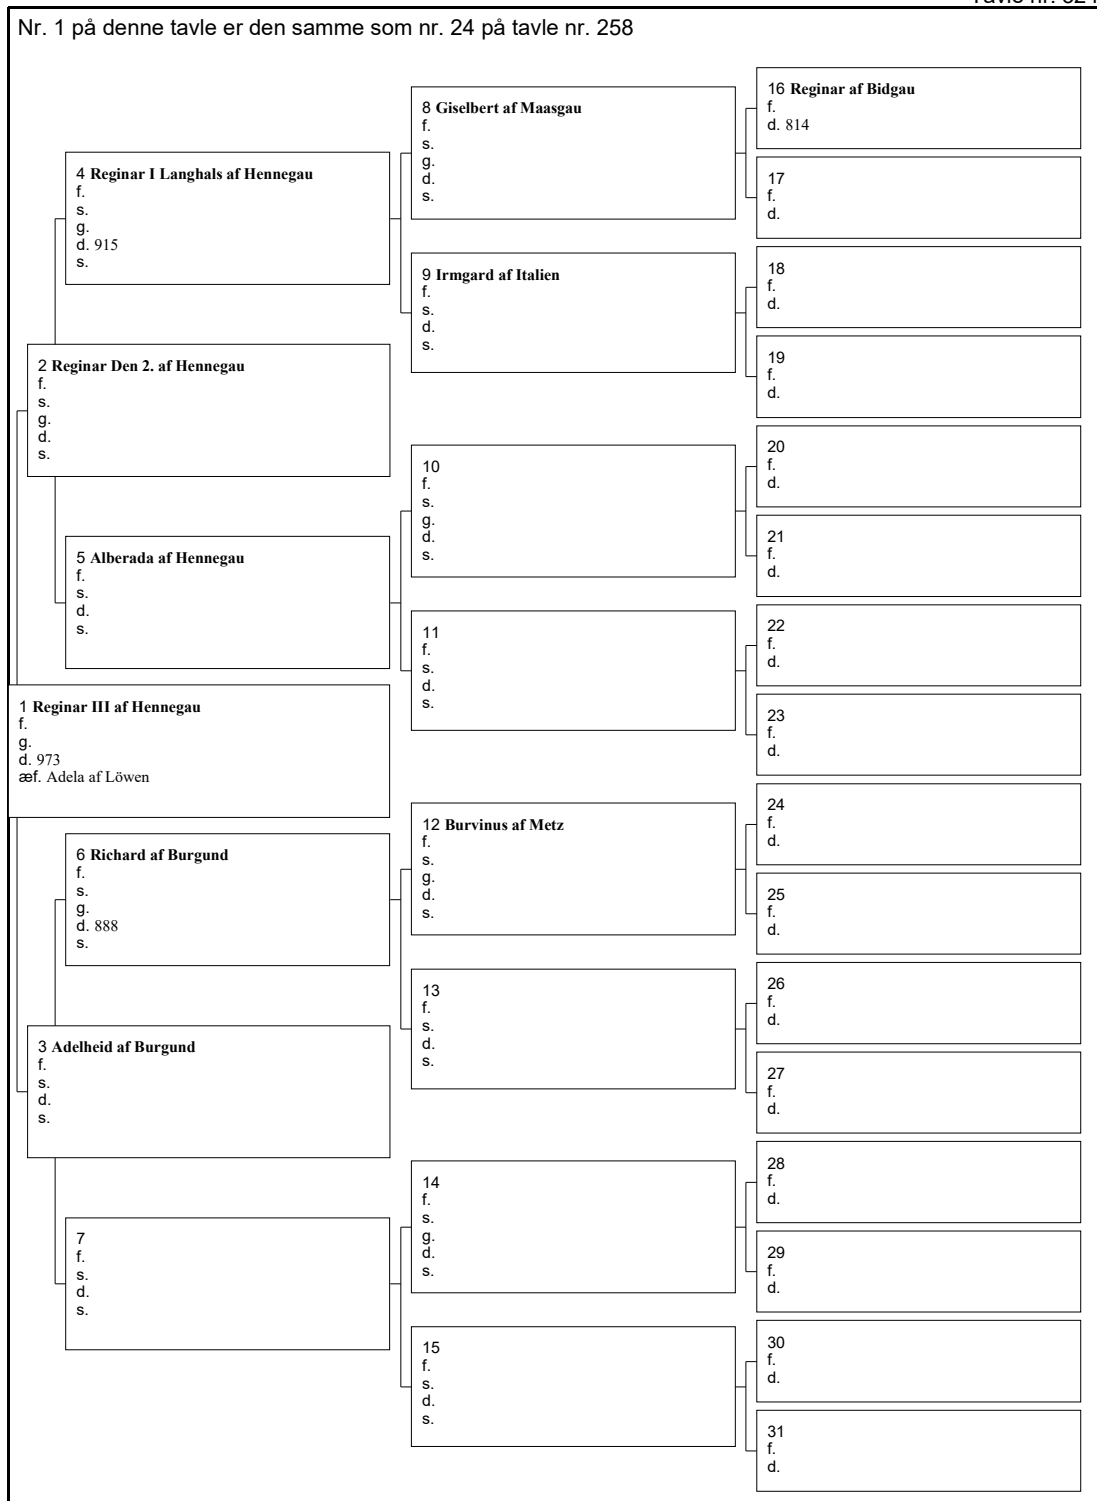 Nr. 1 på denne tavle er den samme som nr. 24 på tavle nr. 258
16 Reginar af Bidgau
f.
d. 814
8 Giselbert af Maasgau
f.
s.
g.
d.
s.
17
f.
d.
4 Reginar I Langhals af Hennegau
f.
s.
g.
d. 915
s.
18
f.
d.
9 Irmgard af Italien
f.
s.
d.
s.
19
f.
d.
2 Reginar Den 2. af Hennegau
f.
s.
g.
d.
s.
20
f.
d.
10
f.
s.
g.
d.
s.
21
f.
d.
5 Alberada af Hennegau
f.
s.
d.
s.
22
f.
d.
11
f.
s.
d.
s.
23
f.
d.
1 Reginar III af Hennegau
f.
g.
d. 973
æf. Adela af Löwen
24
f.
d.
12 Burvinus af Metz
f.
s.
g.
d.
s.
25
f.
d.
6 Richard af Burgund
f.
s.
g.
d. 888
s.
26
f.
d.
13
f.
s.
d.
s.
27
f.
d.
3 Adelheid af Burgund
f.
s.
d.
s.
28
f.
d.
14
f.
s.
g.
d.
s.
29
f.
d.
7
f.
s.
d.
s.
30
f.
d.
15
f.
s.
d.
s.
31
f.
d.